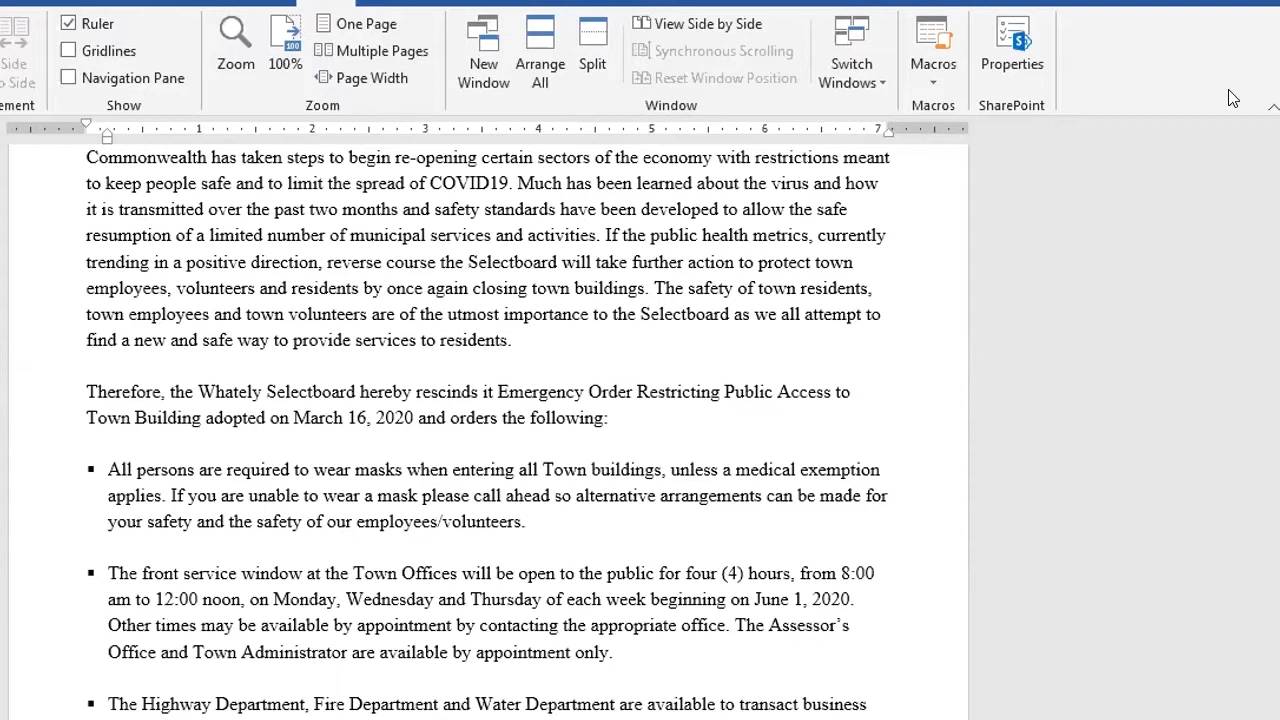 Ruler
Gridlines
Navigation Pane
Show
Side
to Side
ement
Zoom
100
100%
One Page
Multiple Pages
Page Width
Zoom
New
Window
Arrange
All
Split
View Side by Side
Synchronous Scrolling
Reset Window Position
Window
Switch
Windows
Macros
Macros
S
Properties
SharePoint
1 2 3 4 5 6 7
Commonwealth has taken steps to begin re-opening certain sectors of the economy with restrictions meant
to keep people safe and to limit the spread of COVID19. Much has been learned about the virus and how
it is transmitted over the past two months and safety standards have been developed to allow the safe
resumption of a limited number of municipal services and activities. If the public health metrics, currently
trending in a positive direction, reverse course the Selectboard will take further action to protect town
employees, volunteers and residents by once again closing town buildings. The safety of town residents,
town employees and town volunteers are of the utmost importance to the Selectboard as we all attempt to
find a new and safe way to provide services to residents.
Therefore, the Whately Selectboard hereby rescinds it Emergency Order Restricting Public Access to
Town Building adopted on March 16, 2020 and orders the following:
▪ All persons are required to wear masks when entering all Town buildings, unless a medical exemption
applies. If you are unable to wear a mask please call ahead so alternative arrangements can be made for
your safety and the safety of our employees/volunteers.
▪ The front service window at the Town Offices will be open to the public for four (4) hours, from 8:00
am to 12:00 noon, on Monday, Wednesday and Thursday of each week beginning on June 1, 2020.
Other times may be available by appointment by contacting the appropriate office. The Assessor's
Office and Town Administrator are available by appointment only.
▪ The Highway Department, Fire Department and Water Department are available to transact business